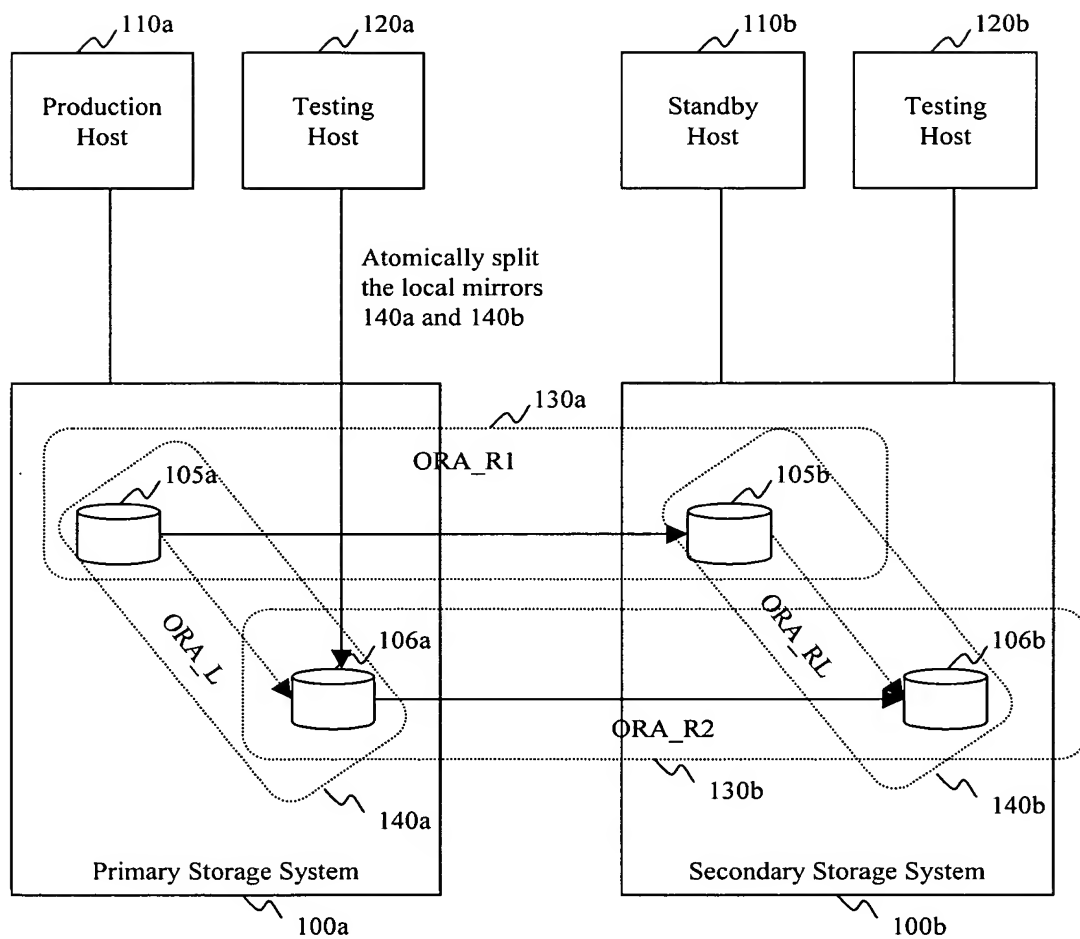 110a
120a
110b
120b
Production
Host
Testing
Host
Standby
Host
Testing
Host
Atomically split
the local mirrors
140a and 140b
130a
ORA_R1
105a
105b
ORA_L
106a
ORA_RL
106b
ORA_R2
130b
140a
140b
Primary Storage System
Secondary Storage System
100a
100b